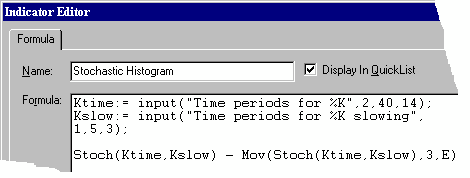 Indicator Editor
Formula
Name: Stochastic Histogram Display In QuickList
Formula: Ktime:= input("Time periods for %K",2,40,14);
Kslow:= input("Time periods for %K slowing",
1,5,3);
Stoch(Ktime,Kslow) - Mov(Stoch(Ktime,Kslow),3,E)